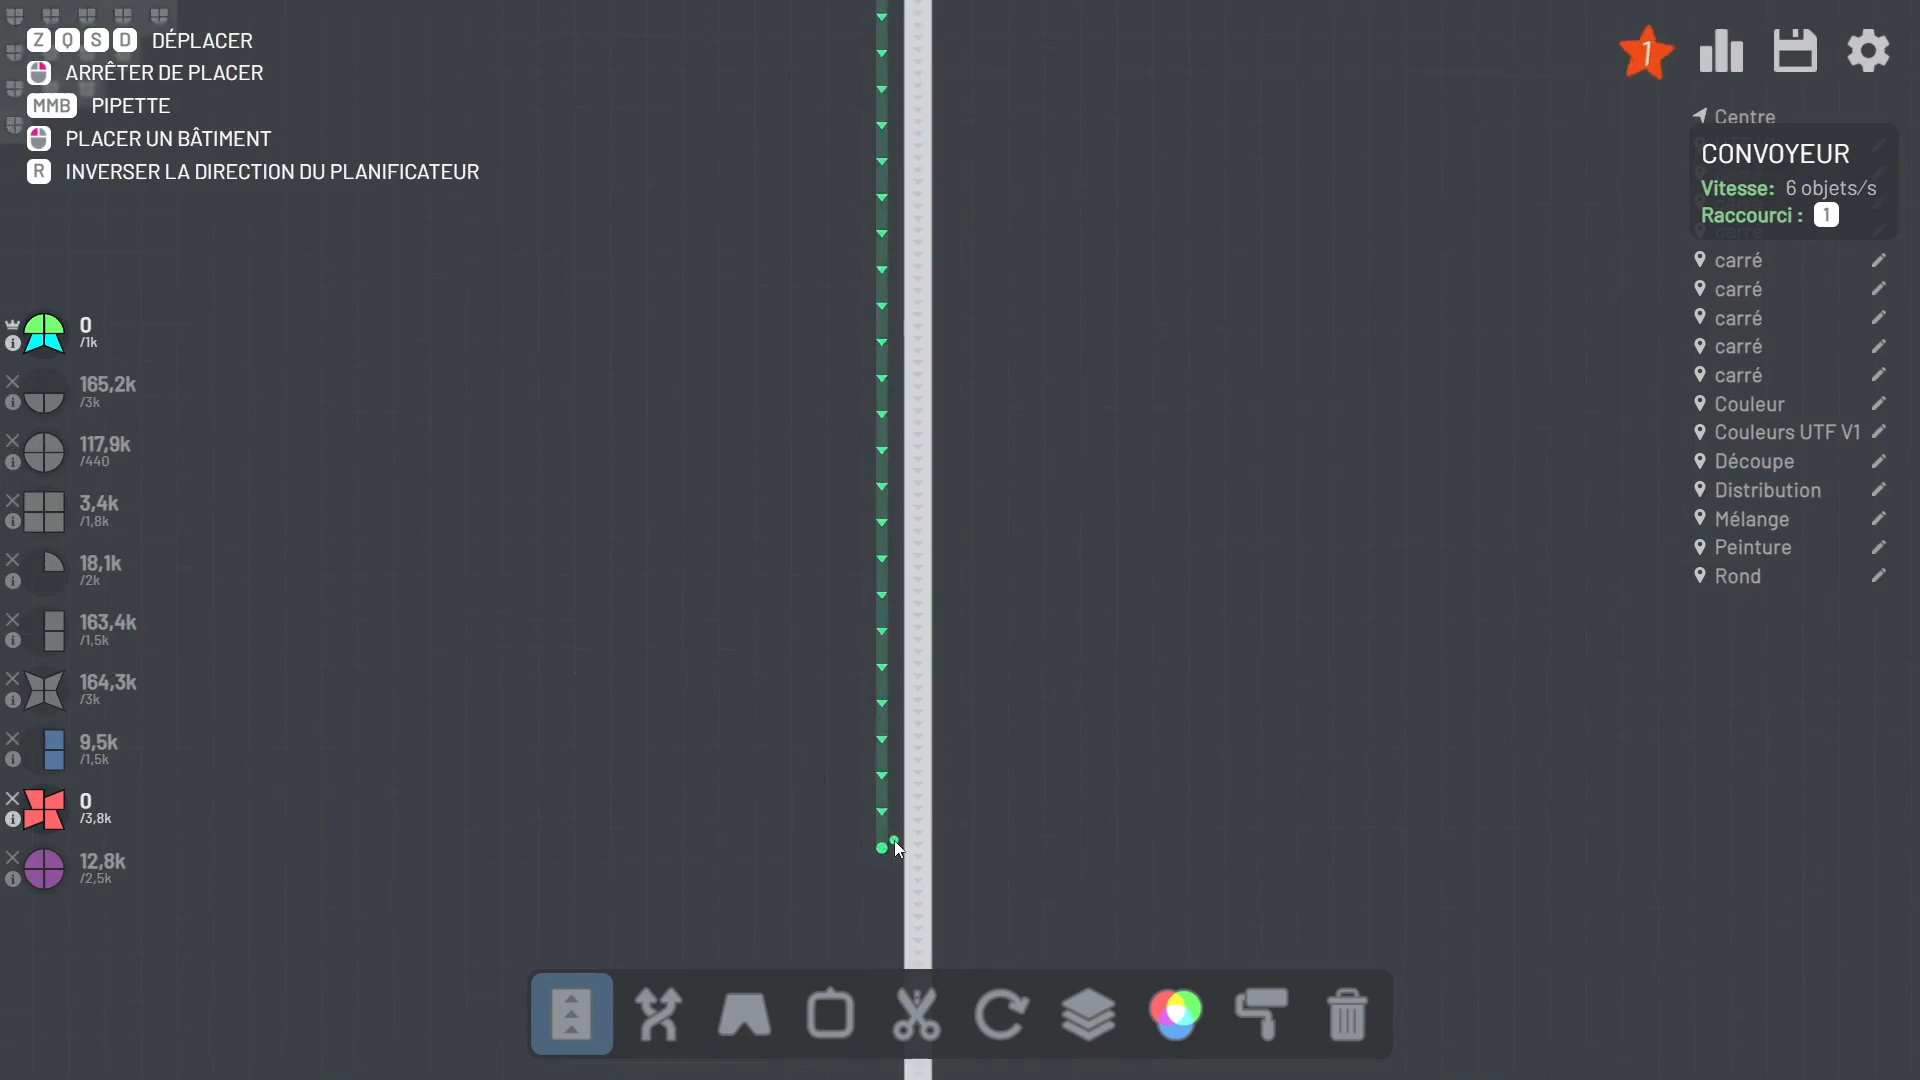 Z Q S D DÉPLACER
ARRÊTER DE PLACER
MMB PIPETTE
PLACER UN BÂTIMENT
R INVERSER LA DIRECTION DU PLANIFICATEUR
1
Centre
CONVOYEUR
Vitesse: 6 objets/s
Raccourci : 1
carré
carré
carré
carré
carré
carré
Couleur
Couleurs UTF V1
Découpe
Distribution
Mélange
Peinture
Rond
0
/1k
165,2k
/3k
117,9k
/440
3,4k
/1,8k
18,1k
/2k
163,4k
/1,5k
164,3k
/3k
9,5k
/1,5k
0
/3,8k
12,8k
/2,5k